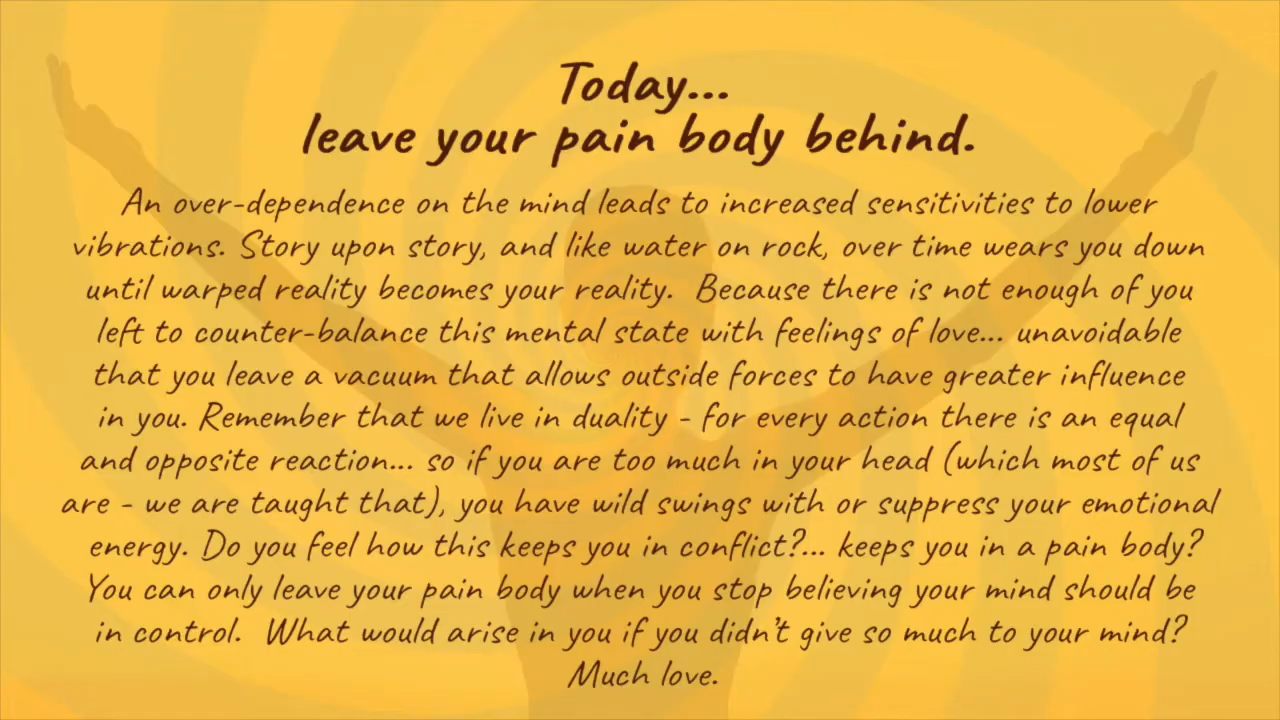 Today...
leave your pain body behind.
An over-dependence on the mind leads to increased sensitivities to lower
vibrations. Story upon story, and like water on rock, over time wears you down
until warped reality becomes your reality.  Because there is not enough of you
left to counter-balance this mental state with feelings of love... unavoidable
that you leave a vacuum that allows outside forces to have greater influence
in you. Remember that we live in duality - for every action there is an equal
and opposite reaction... so if you are too much in your head (which most of us
are - we are taught that), you have wild swings with or suppress your emotional
energy. Do you feel how this keeps you in conflict?... keeps you in a pain body?
You can only leave your pain body when you stop believing your mind should be
in control.  What would arise in you if you didn't give so much to your mind?
Much love.